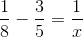 1/8 − 3/5 = 1/x